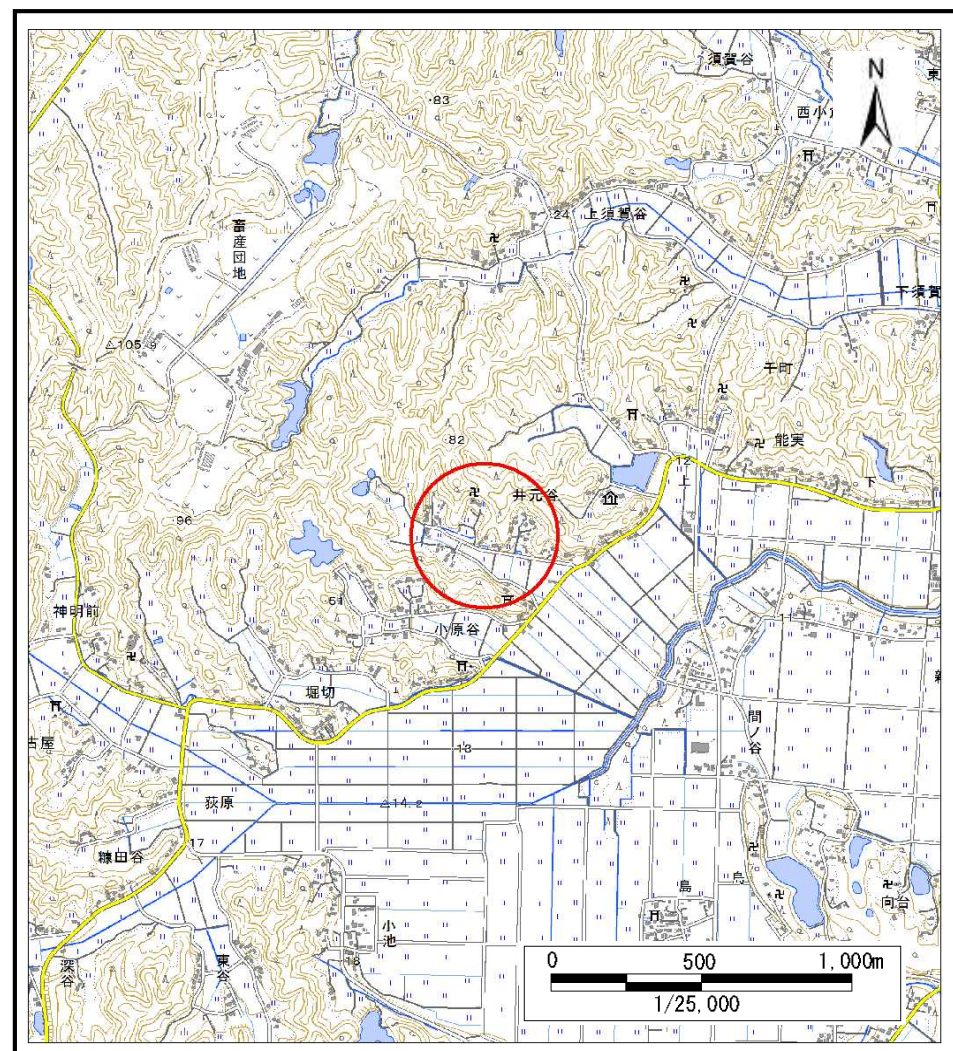 須賀谷
東
N
・83
西小
24
上須賀谷
畜産団地
下須賀
△105.9
干町
82
12
能実
井元谷
上
下
96
51
神明前
小原谷
堀切
間ノ谷
古屋
13
荻原
△14.2
17
糠田谷
島
向台
小池
深谷
東谷
18
0 500 1,000m
1/25,000